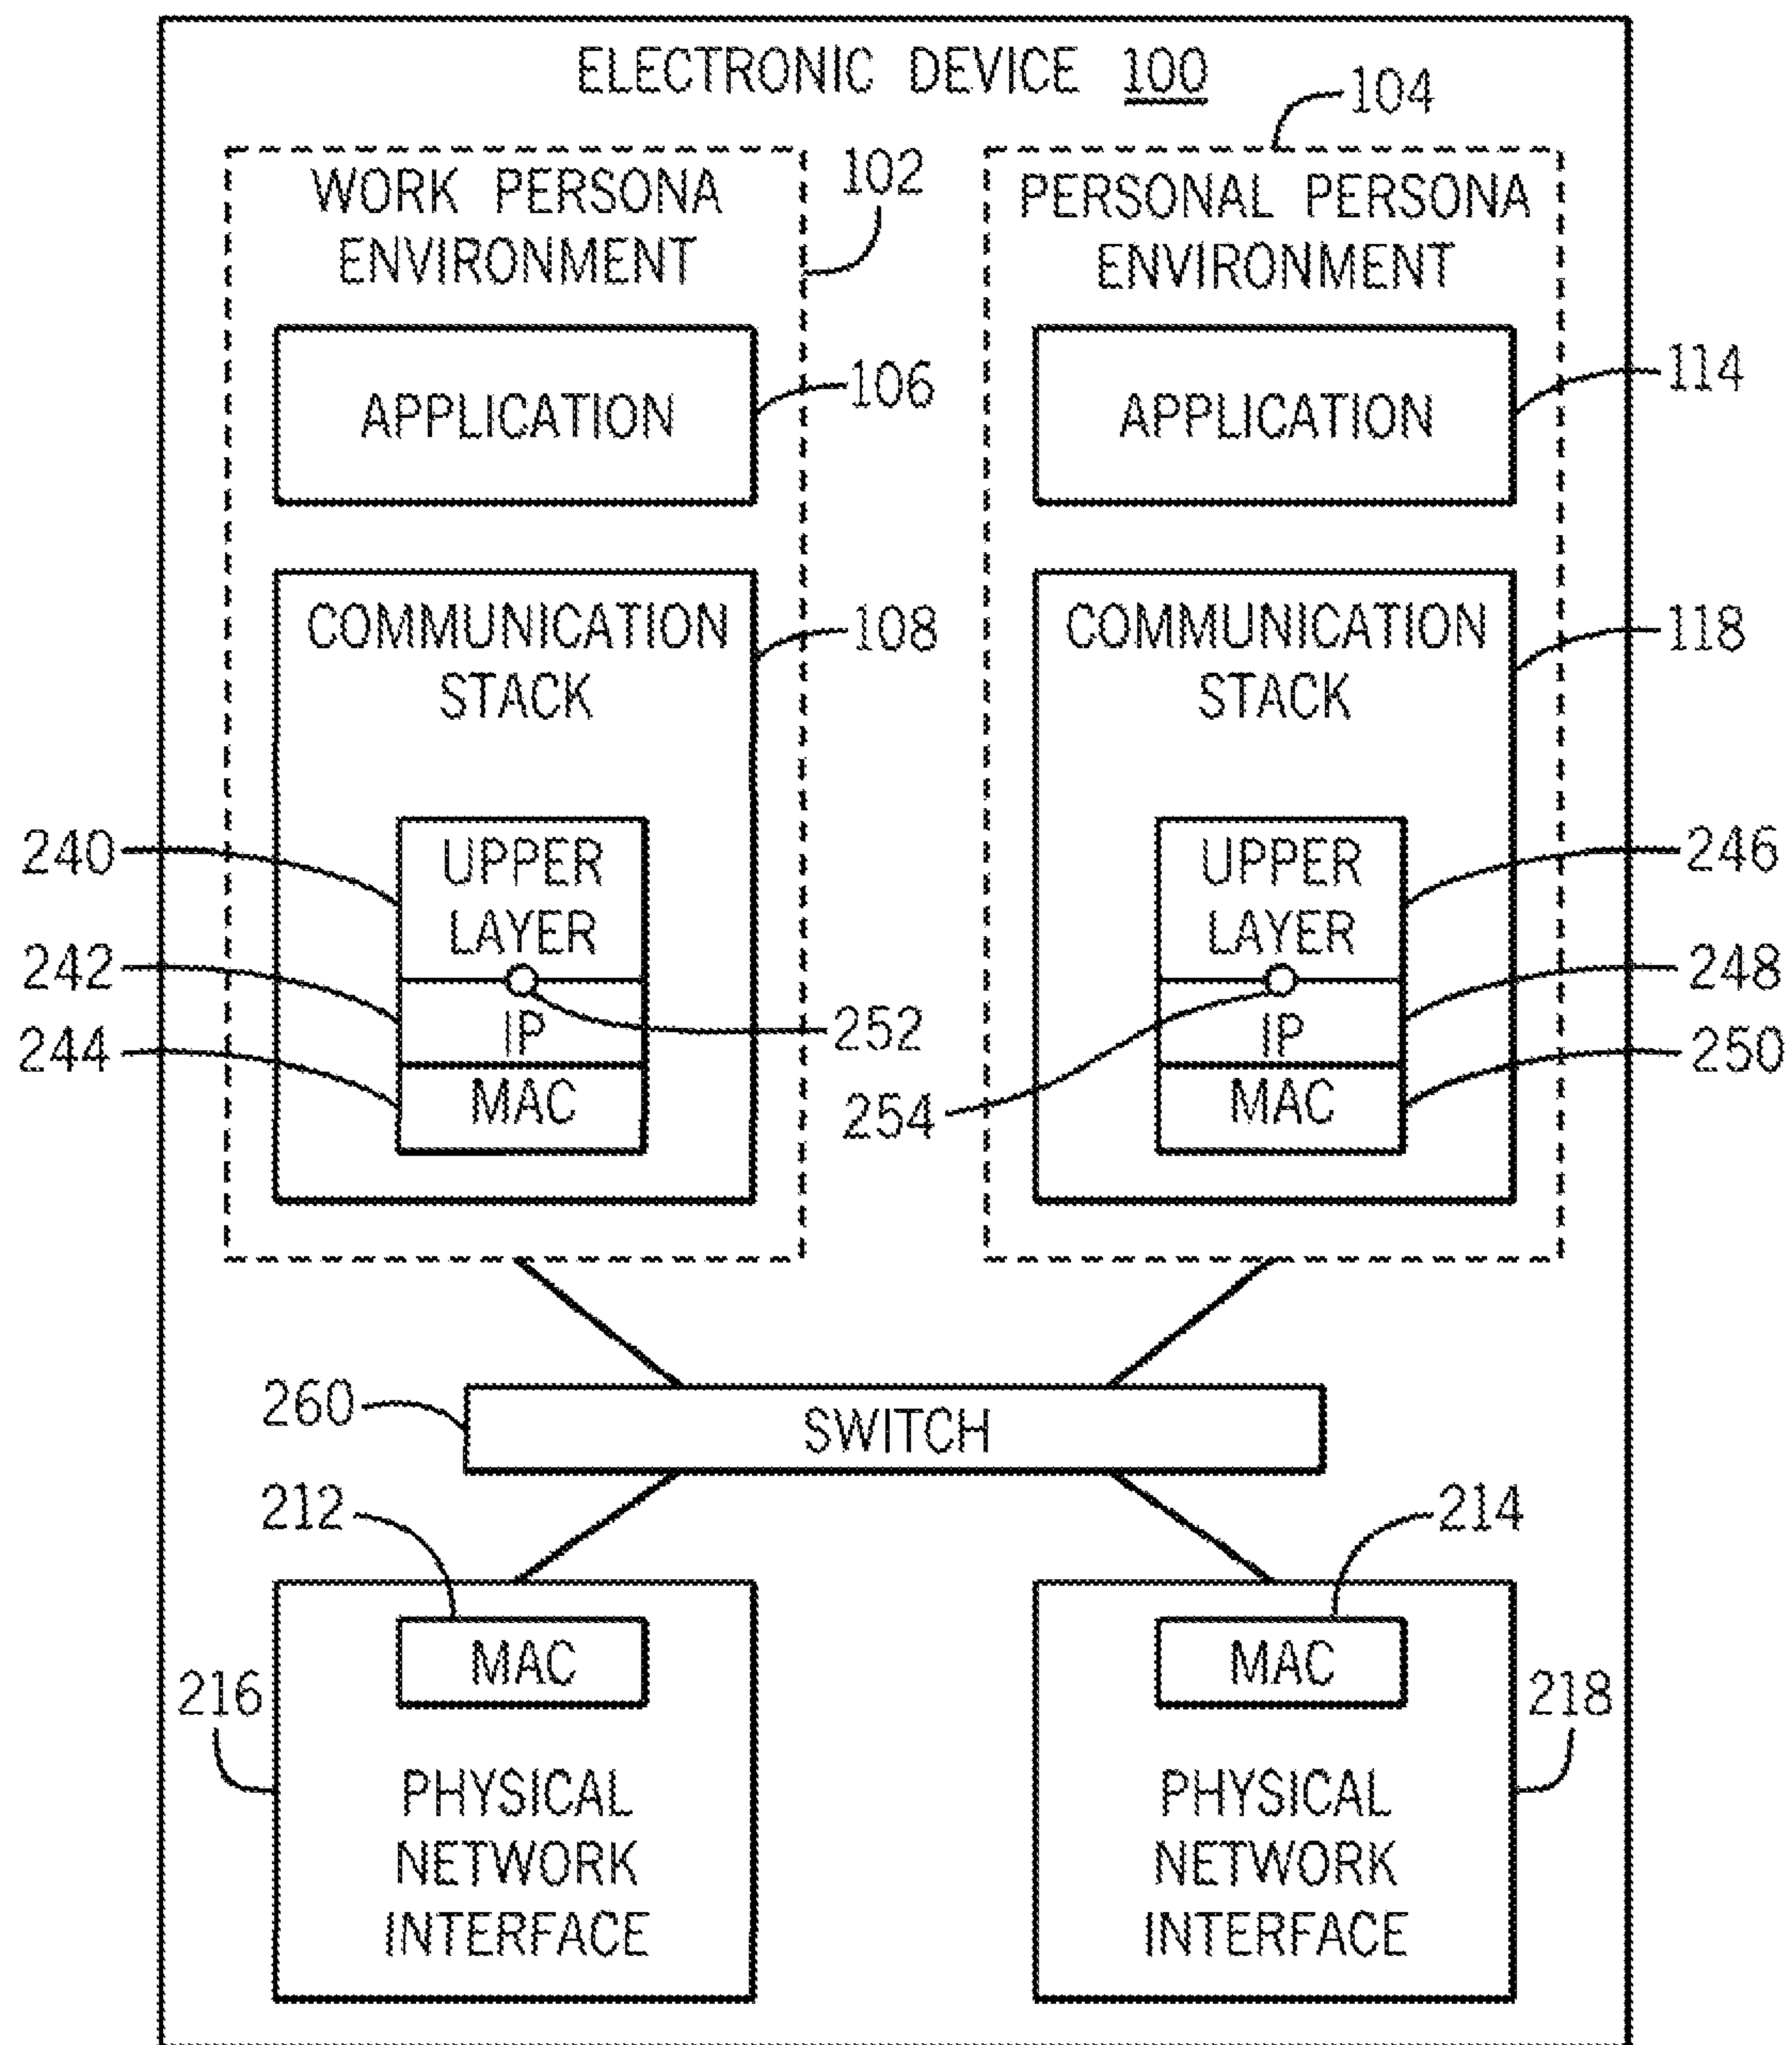 ELECTRONIC DEVICE 100
104
WORK PERSONA
ENVIRONMENT
102
PERSONAL PERSONA
ENVIRONMENT
APPLICATION
106
APPLICATION
114
COMMUNICATION
STACK
108
COMMUNICATION
STACK
118
240
UPPER
LAYER
242
IP
252
244
MAC
UPPER
LAYER
246
IP
248
254
MAC
250
260
SWITCH
212
214
MAC
216
PHYSICAL
NETWORK
INTERFACE
MAC
218
PHYSICAL
NETWORK
INTERFACE